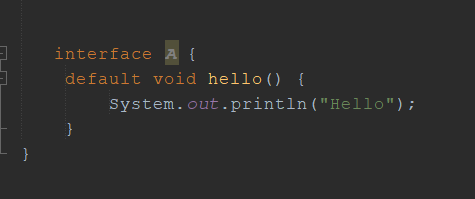 interface A {
default void hello() {
System.out.println("Hello");
}
}